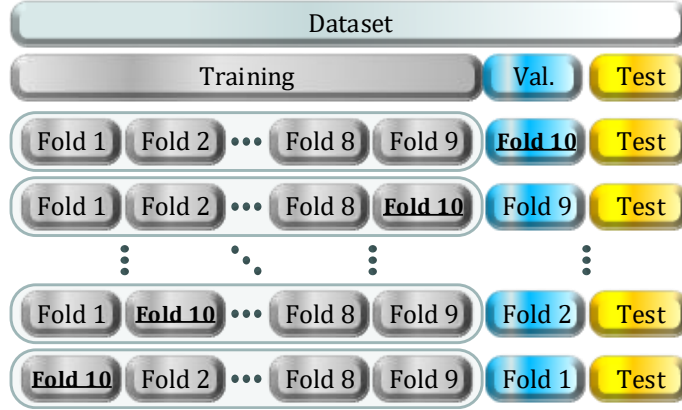 Dataset
Training Val. Test
Fold 1 Fold 2 ••• Fold 8 Fold 9 Fold 10 Test
Fold 1 Fold 2 ••• Fold 8 Fold 10 Fold 9 Test
Fold 1 Fold 10 ••• Fold 8 Fold 9 Fold 2 Test
Fold 10 Fold 2 ••• Fold 8 Fold 9 Fold 1 Test